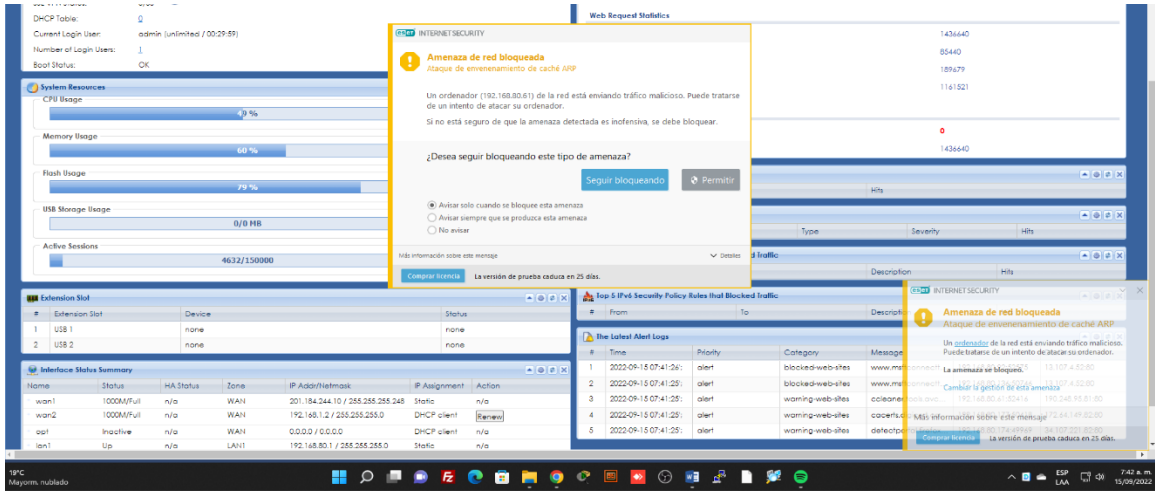 DHCP Table: 0
Current Login User: admin (unlimited / 00:29:59)
Number of Login Users: 1
Boot Status: OK
System Resources
CPU Usage
Memory Usage
60 %
Flash Usage
79 %
USB Storage Usage
0/0 MB
Active Sessions
4632/150000
Extension Slot
# Extension Slot Device Status
1 USB 1 none none
2 USB 2 none none
Interface Status Summary
Name Status HA Status Zone IP Addr/Netmask IP Assignment Action
wan1 1000M/Full n/a WAN 201.184.244.10 / 255.255.255.248 Static n/a
wan2 1000M/Full n/a WAN 192.168.1.2 / 255.255.255.0 DHCP client Renew
opt Inactive n/a WAN 0.0.0.0 / 0.0.0.0 DHCP client n/a
lan1 Up n/a LAN1 192.168.80.1 / 255.255.255.0 Static n/a
eset INTERNET SECURITY
Amenaza de red bloqueada
Ataque de envenenamiento de caché ARP
Un ordenador (192.168.80.61) de la red está enviando tráfico malicioso. Puede tratarse
de un intento de atacar su ordenador.
Si no está seguro de que la amenaza detectada es inofensiva, se debe bloquear.
¿Desea seguir bloqueando este tipo de amenaza?
Seguir bloqueando Permitir
Avisar solo cuando se bloquee esta amenaza
Avisar siempre que se produzca esta amenaza
No avisar
Más información sobre este mensaje Detalles
Comprar licencia La versión de prueba caduca en 25 días.
Web Request Statistics
1436640
85440
189679
1161521
0
1436640
Hits
Type Severity Hits
d Traffic
Description Hits
Top 5 IPv6 Security Policy Rules that Blocked Traffic
# From To Descript
The Latest Alert Logs
# Time Priority Category Message
1 2022-09-15 07:41:26: alert blocked-web-sites
2 2022-09-15 07:41:26: alert blocked-web-sites
3 2022-09-15 07:41:25: alert warning-web-sites
4 2022-09-15 07:41:25: alert warning-web-sites
5 2022-09-15 07:41:25: alert warning-web-sites
eset INTERNET SECURITY
Amenaza de red bloqueada
Ataque de envenenamiento de caché ARP
Un ordenador de la red está enviando tráfico malicioso.
Puede tratarse de un intento de atacar su ordenador.
La amenaza se bloqueó.
Cambiar la gestión de esta amenaza
Más información sobre este mensaje
Comprar licencia La versión de prueba caduca en 25 días.
19°C
Mayorm. nublado
ESP
LAA
7:42 a. m.
15/09/2022